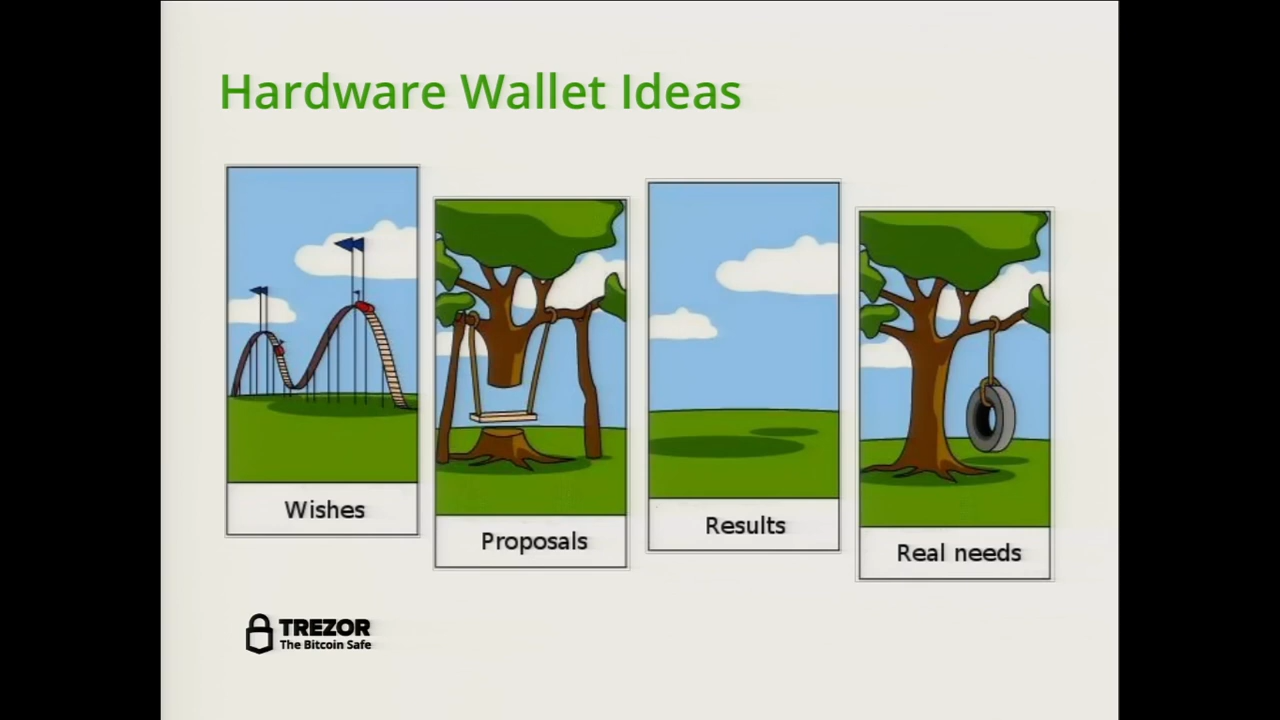 Hardware Wallet Ideas
Wishes
Proposals
Results
Real needs
TREZOR
The Bitcoin Safe